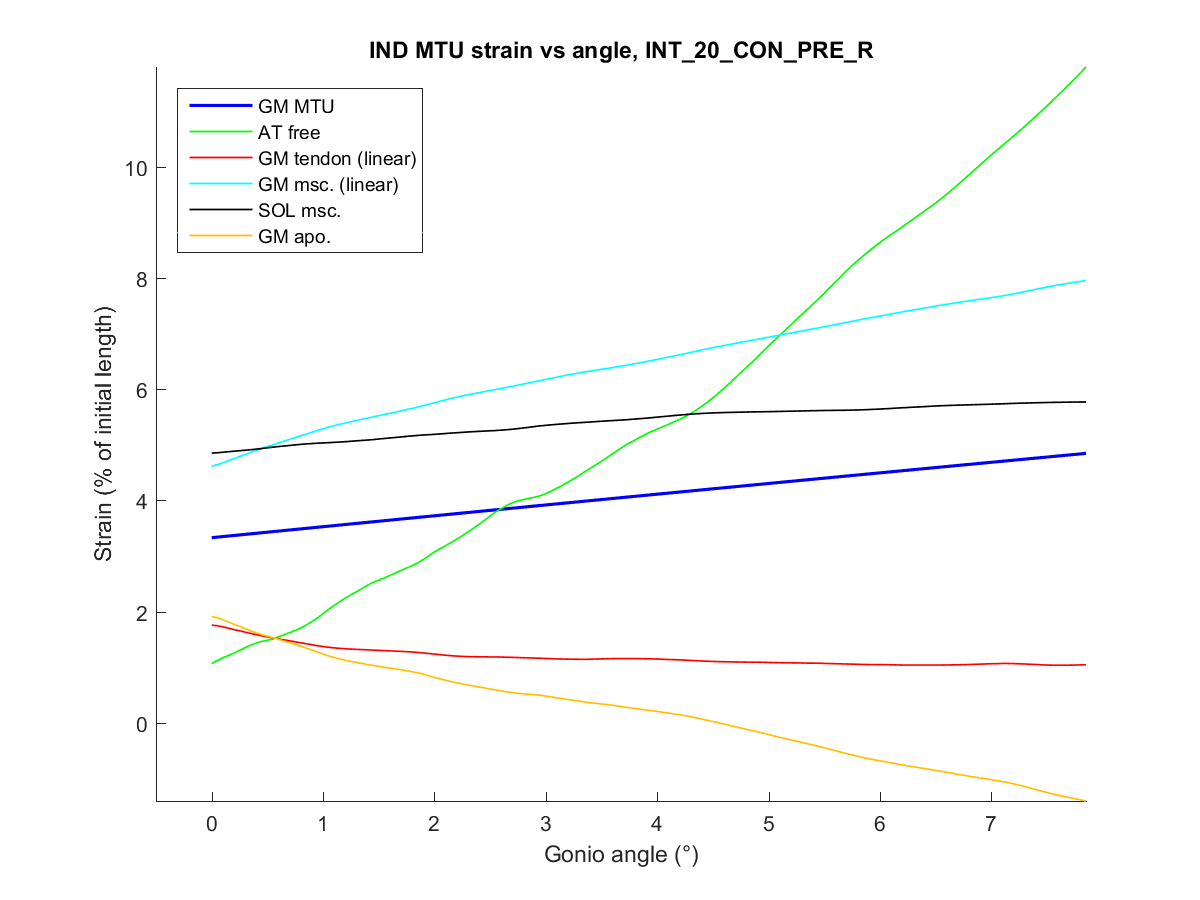 IND MTU strain vs angle, INT_20_CON_PRE_R
GM MTU
AT free
GM tendon (linear)
GM msc. (linear)
SOL msc.
GM apo.
Strain (% of initial length)
10
8
6
4
2
0
0 1 2 3 4 5 6 7
Gonio angle (°)